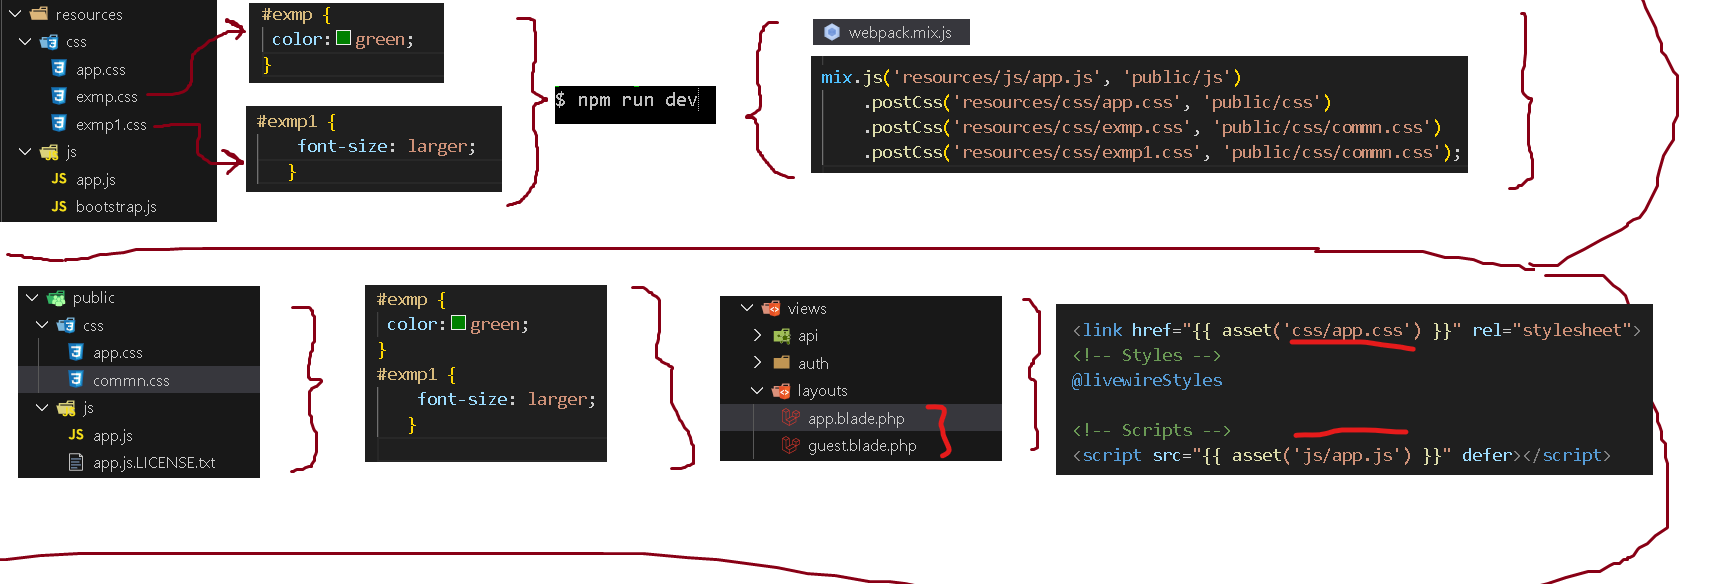 resources
css
app.css
exmp.css
exmp1.css
js
JS app.js
JS bootstrap.js
#exmp {
color: green;
}
#exmp1 {
font-size: larger;
}
$ npm run dev
webpack.mix.js
mix.js('resources/js/app.js', 'public/js')
.postCss('resources/css/app.css', 'public/css')
.postCss('resources/css/exmp.css', 'public/css/commn.css')
.postCss('resources/css/exmp1.css', 'public/css/commn.css');
public
css
app.css
commn.css
js
JS app.js
app.js.LICENSE.txt
#exmp {
color: green;
}
#exmp1 {
font-size: larger;
}
views
api
auth
layouts
app.blade.php
guest.blade.php
<link href="{{ asset('css/app.css') }}" rel="stylesheet">
<!-- Styles -->
@livewireStyles
<!-- Scripts -->
<script src="{{ asset('js/app.js') }}" defer></script>